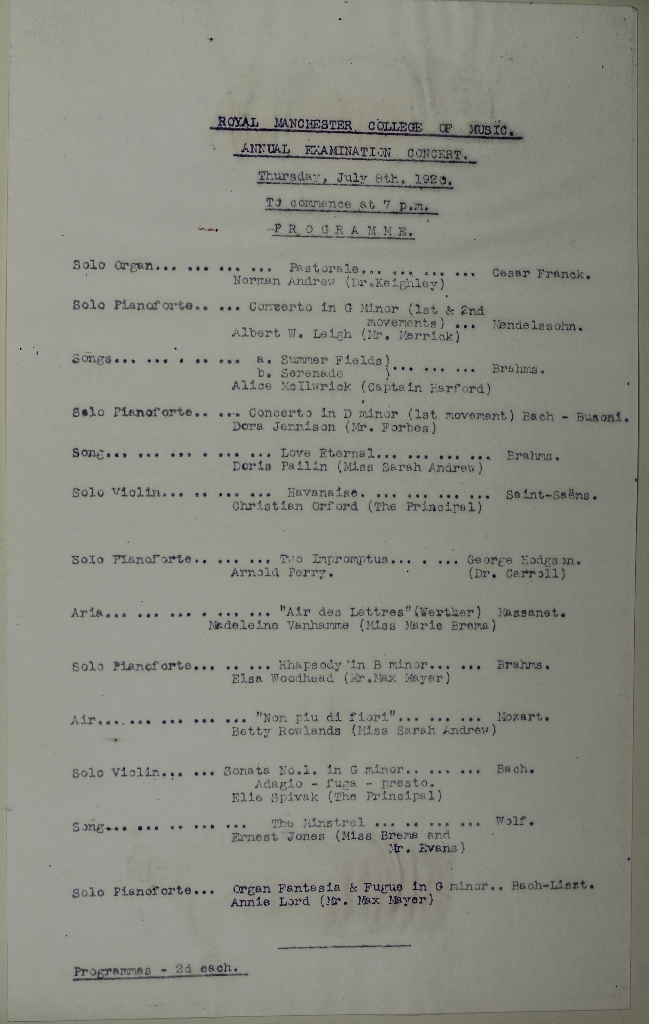 ROYAL MANCHESTER COLLEGE OF MUSIC.
ANNUAL EXAMINATION CONCERT.
Thursday, July 8th. 1920.
To commence at 7 p.m.
PROGRAMME.
Solo Organ... ... ... ... Pastorale... ... ... ... Cesar Franck.
Norman Andrew (Dr.Keighley)
Solo Pianoforte.. .. ... Concerto in G Minor (1st & 2nd
movements) ... Mendelssohn.
Albert W. Leigh (Mr. Merrick)
Songs... ... . .. ... a. Summer Fields)
b. Serenade )... ... ... Brahms.
Alice McIlwrick (Captain Harford)
Solo Pianoforte.. .. ... Concerto in D minor (1st movement) Bach - Busoni.
Dora Jennison (Mr. Forbes)
Song... ... ... . ... ... Love Eternal... ... ... ... Brahms.
Doris Pailin (Miss Sarah Andrew)
Solo Violin... .. ... ... Havanaise. ... ... ... ... Saint-Saëns.
Christian Orford (The Principal)
Solo Pianoforte.. .. ... ... Two Impromptus... . ... George Hodgson.
Arnold Perry. (Dr. Carroll)
Aria... ... ... . ... ... "Air des Lettres"(Werther) Massanet.
Madeleine Vanhamme (Miss Marie Brema)
Solo Pianoforte... .. ... Rhapsody in B minor... ... Brahms.
Elsa Woodhead (Mr.Max Mayer)
Air... ... ... ... ... ... "Non piu di fiori"... ... ... Mozart.
Betty Rowlands (Miss Sarah Andrew)
Solo Violin... ... Sonata No.1. in G minor.. ... ... Bach.
Adagio - fuga - presto.
Elie Spivak (The Principal)
Song... ... .. ... ... The Minstrel ... .. ... ... Wolf.
Ernest Jones (Miss Brema and
Mr. Evans)
Solo Pianoforte... Organ Fantasia & Fugue in G minor.. Bach-Liszt.
Annie Lord (Mr. Max Mayer)
Programmes - 2d each.